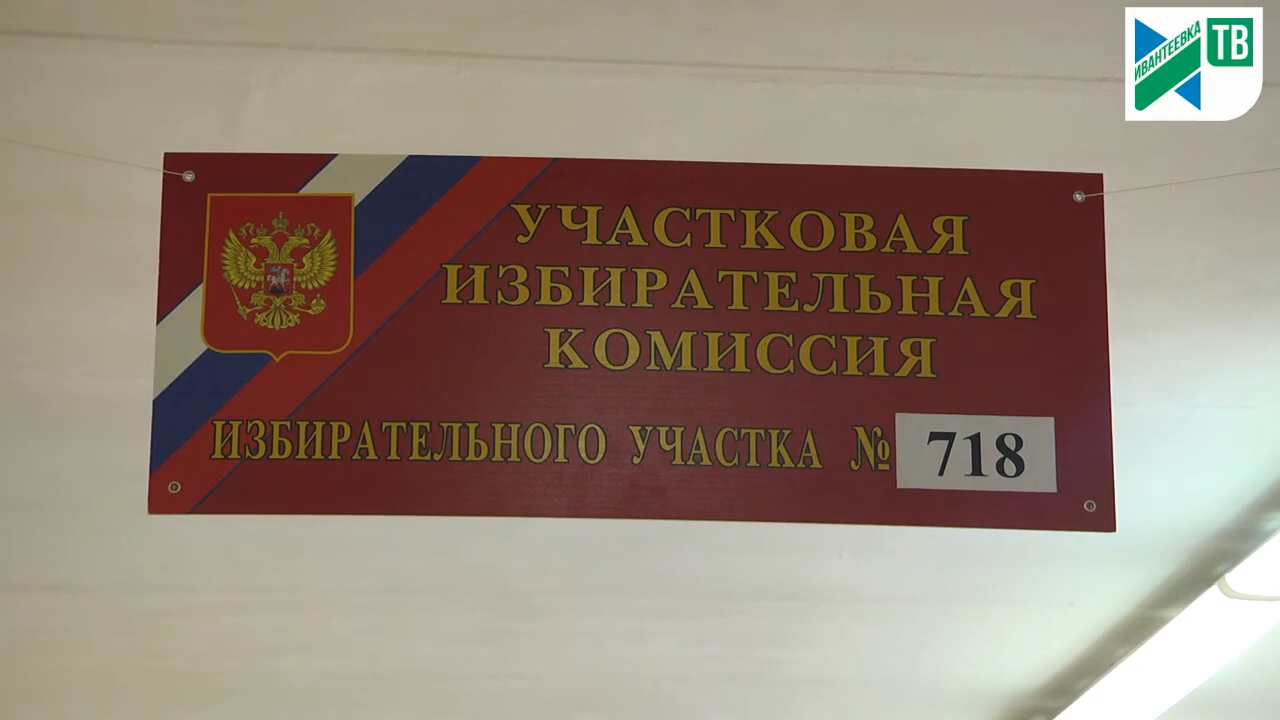 ИВАНТЕЕВКА ТВ
УЧАСТКОВАЯ
ИЗБИРАТЕЛЬНАЯ
КОМИССИЯ
ИЗБИРАТЕЛЬНОГО УЧАСТКА № 718